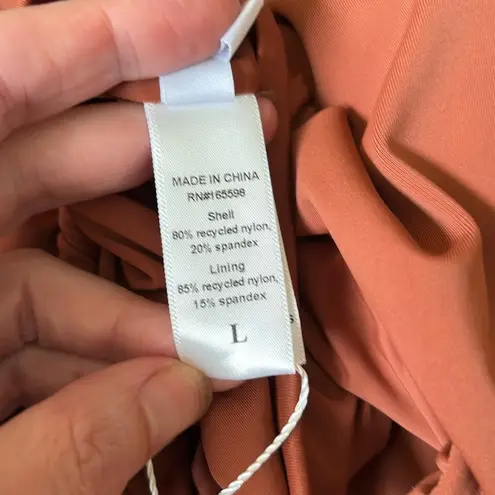 MADE IN CHINA
RN#165598
Shell
80% recycled nylon,
20% spandex
Lining
85% recycled nylon,
15% spandex
L